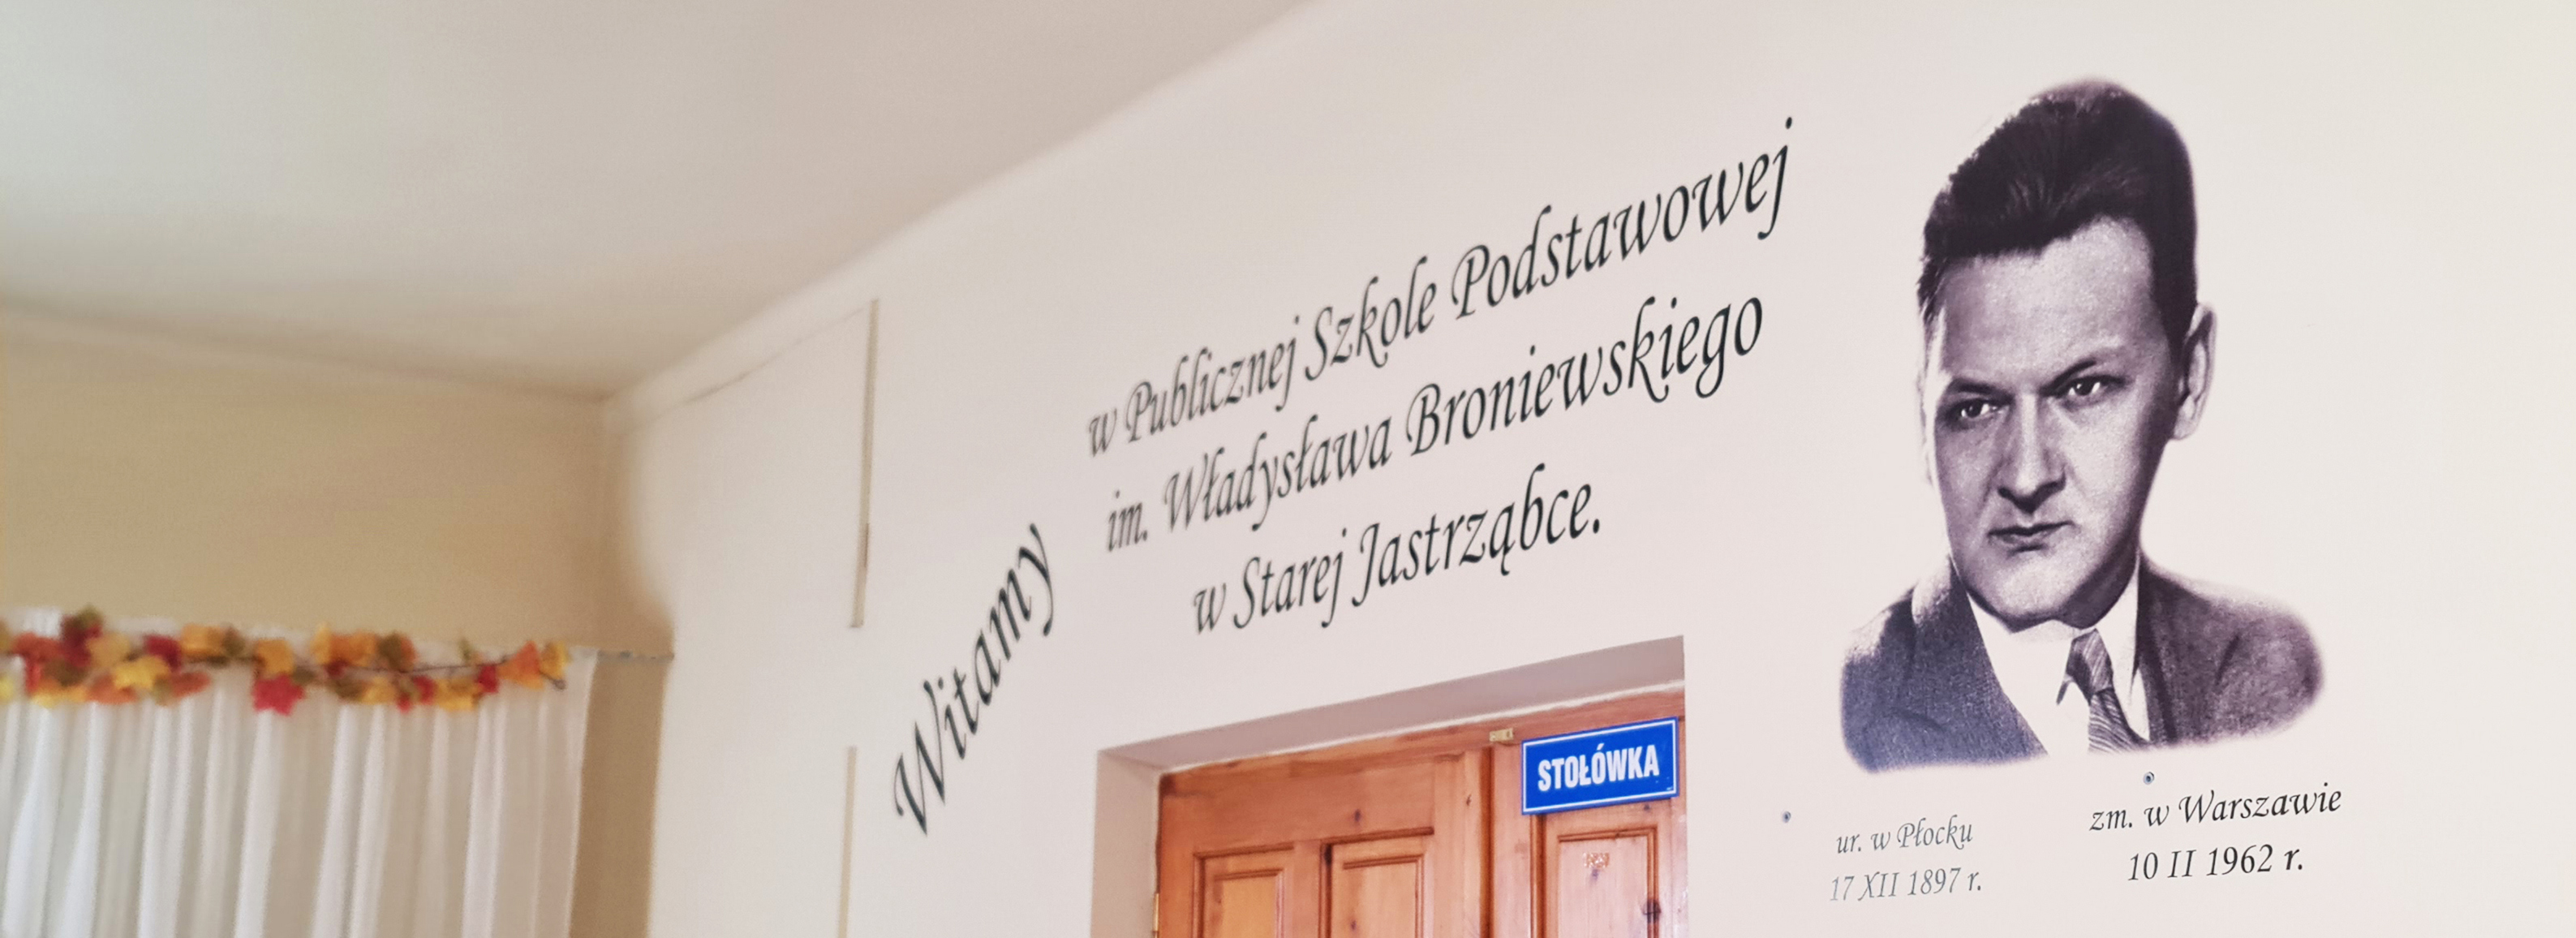 Witamy
w Publicznej Szkole Podstawowej
im. Władysława Broniewskiego
w Starej Jastrząbce.
STOŁÓWKA
ur. w Płocku
17 XII 1897 r.
zm. w Warszawie
10 II 1962 r.